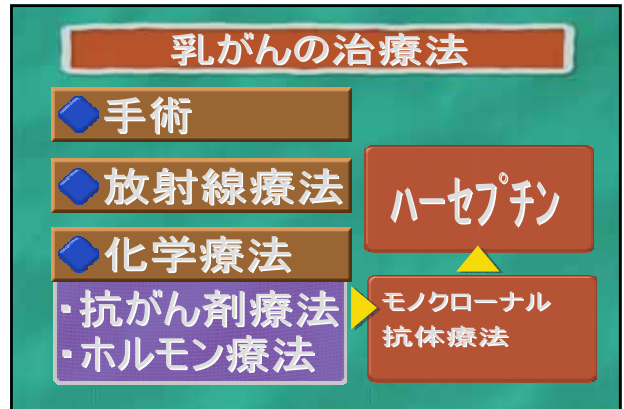 乳がんの治療法
手術
放射線療法
化学療法
・抗がん剤療法
・ホルモン療法
モノクローナル
抗体療法
ハーセプチン